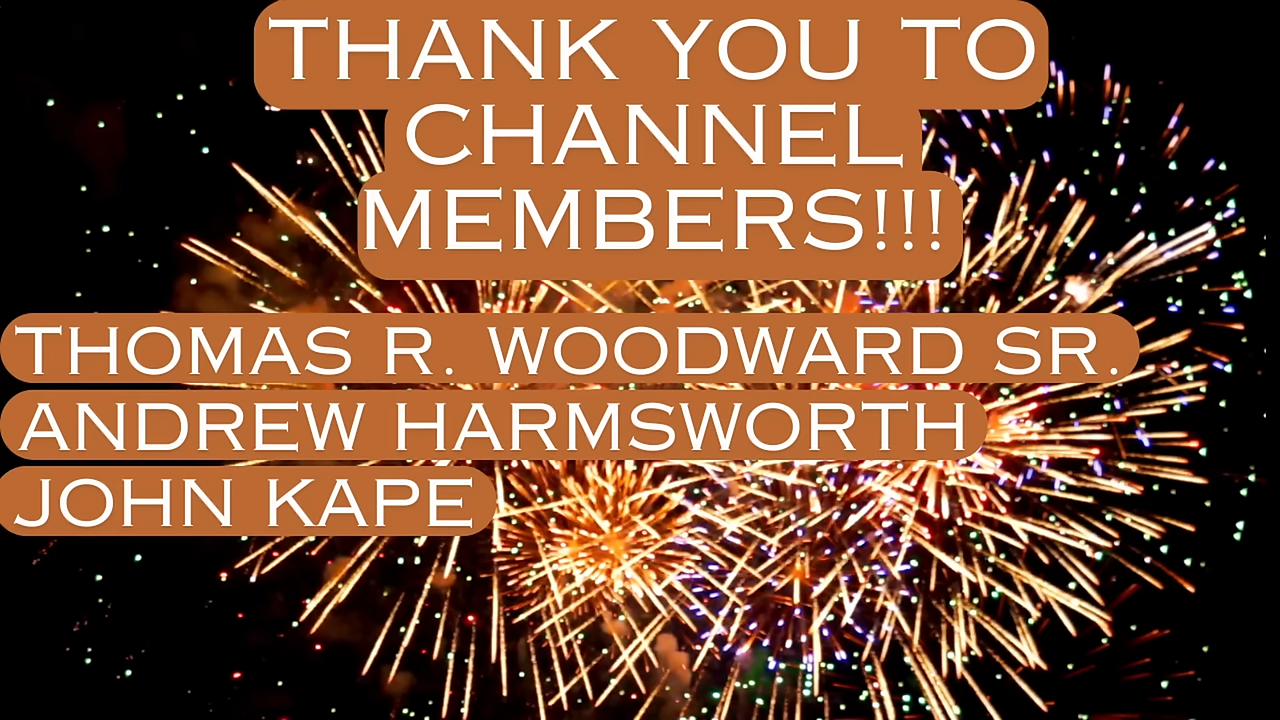 THANK YOU TO
CHANNEL
MEMBERS!!!
THOMAS R. WOODWARD SR.
ANDREW HARMSWORTH
JOHN KAPE